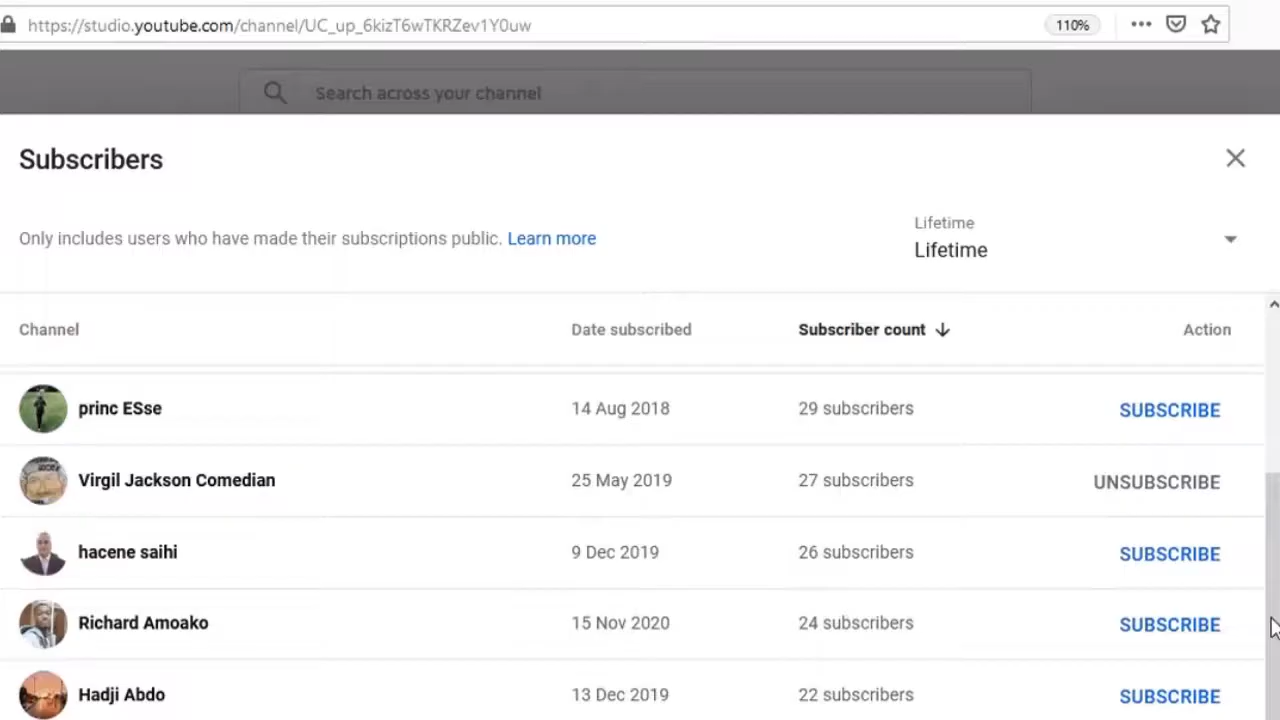 https://studio.youtube.com/channel/UC_up_6kizT6wTKRZev1Y0uw 110%
Search across your channel
Subscribers
Only includes users who have made their subscriptions public. Learn more
Lifetime
Lifetime
Channel Date subscribed Subscriber count Action
princ ESse 14 Aug 2018 29 subscribers SUBSCRIBE
Virgil Jackson Comedian 25 May 2019 27 subscribers UNSUBSCRIBE
hacene saihi 9 Dec 2019 26 subscribers SUBSCRIBE
Richard Amoako 15 Nov 2020 24 subscribers SUBSCRIBE
Hadji Abdo 13 Dec 2019 22 subscribers SUBSCRIBE